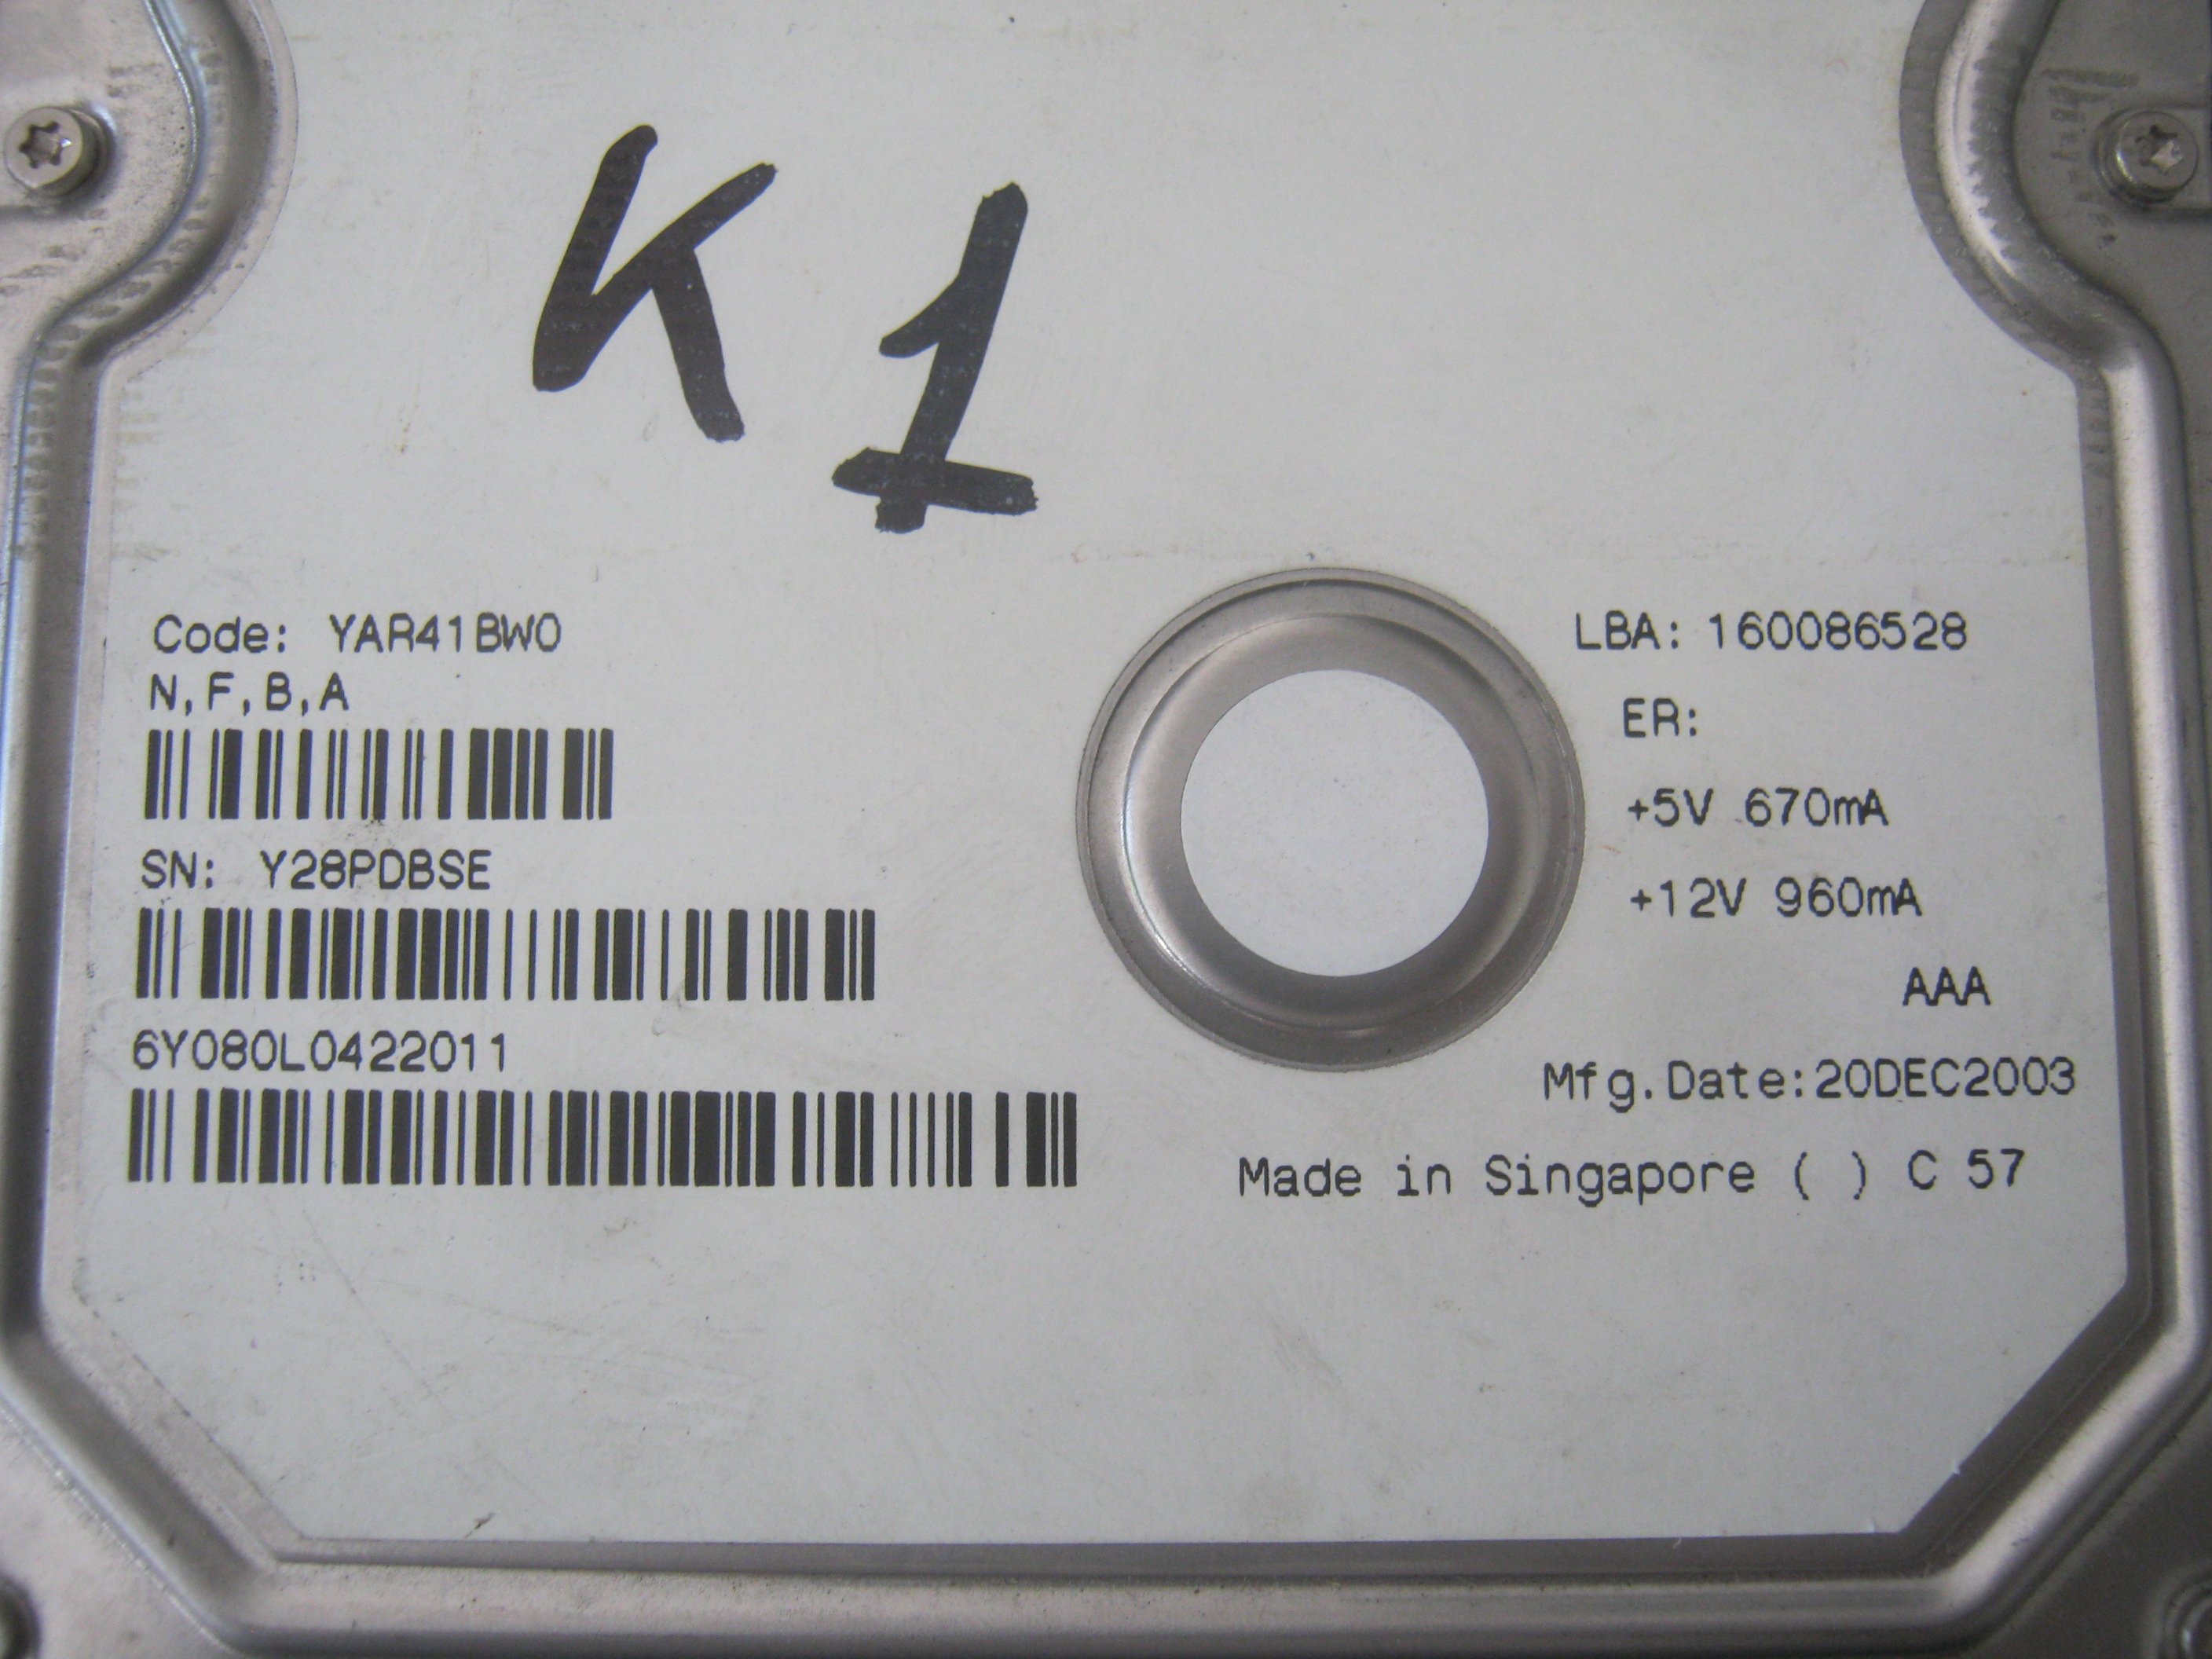 K1
Code: YAR41BW0
N,F,B,A
SN: Y28PDBSE
6Y080L0422011
LBA: 160086528
ER:
+5V 670mA
+12V 960mA
AAA
Mfg.Date:20DEC2003
Made in Singapore ( ) C 57